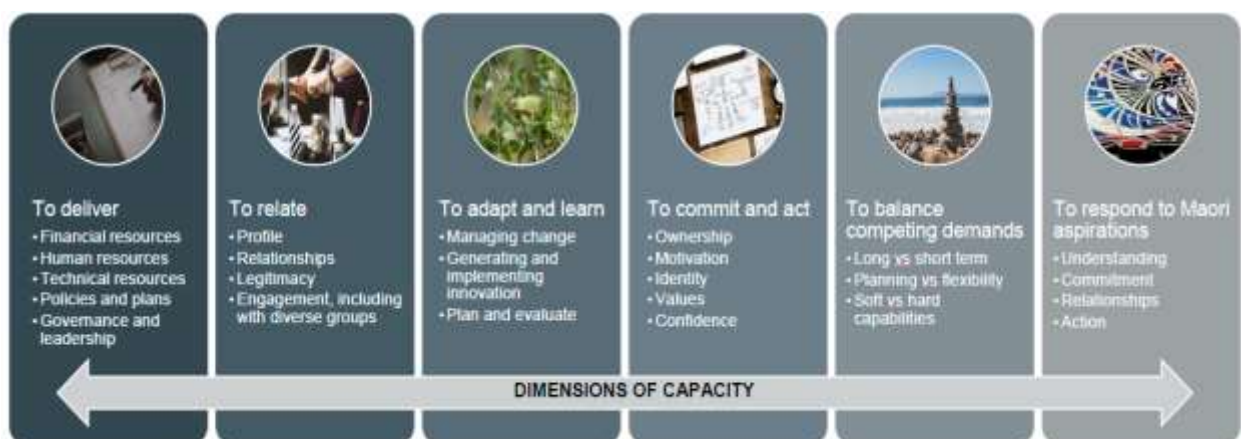 To deliver
• Financial resources
• Human resources
• Technical resources
• Policies and plans
• Governance and
leadership
To relate
• Profile
• Relationships
• Legitimacy
• Engagement, including
with diverse groups
To adapt and learn
• Managing change
• Generating and
implementing
innovation
• Plan and evaluate
To commit and act
• Ownership
• Motivation
• Identity
• Values
• Confidence
To balance
competing demands
• Long vs short term
• Planning vs flexibility
• Soft vs hard
capabilities
To respond to Maori
aspirations
• Understanding
• Commitment
• Relationships
• Action
DIMENSIONS OF CAPACITY